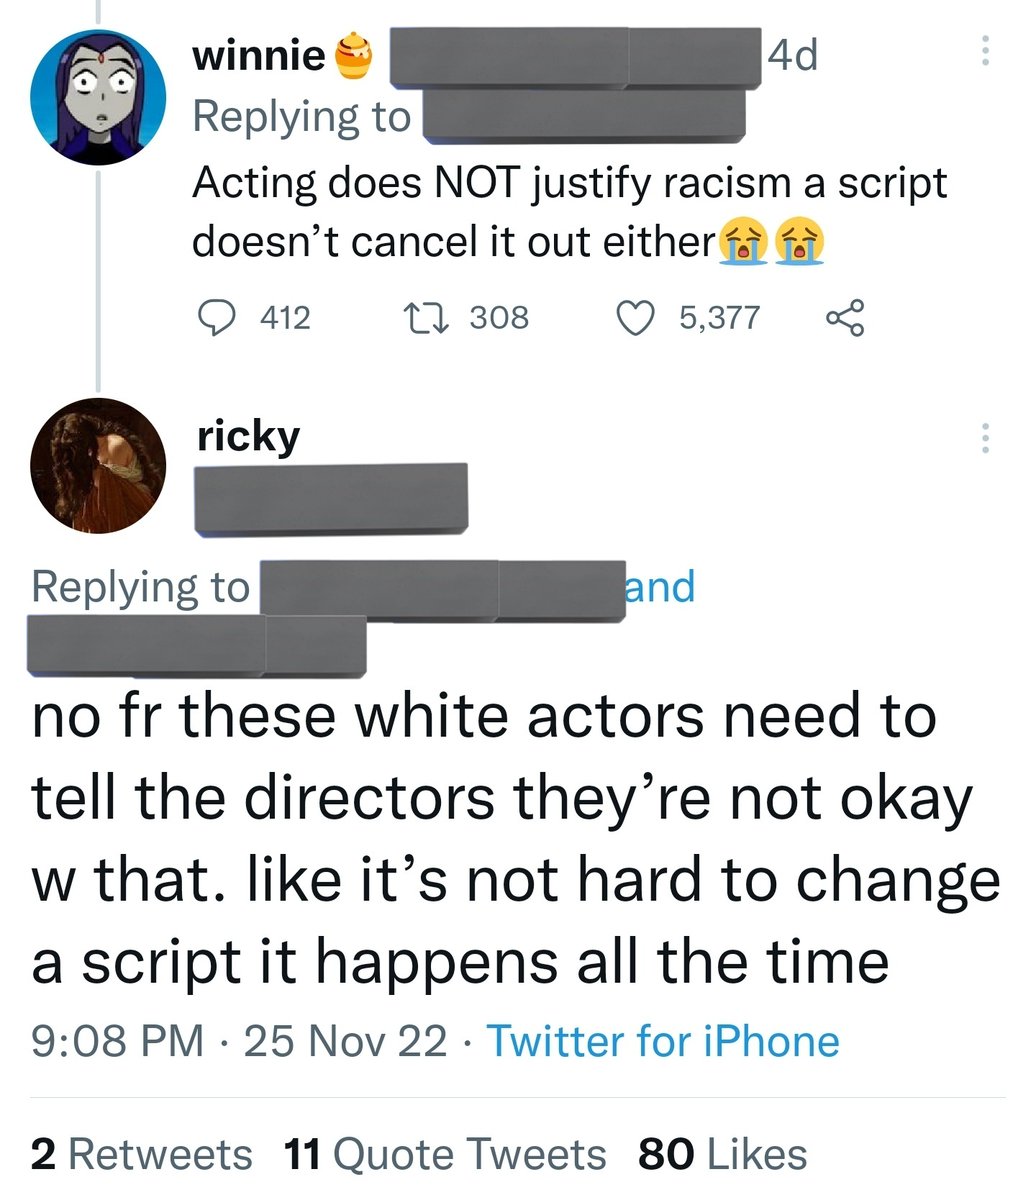 winnie🍯 4d
Replying to
Acting does NOT justify racism a script
doesn’t cancel it out either😭😭
412 308 5,377
ricky
Replying to and
no fr these white actors need to
tell the directors they’re not okay
w that. like it’s not hard to change
a script it happens all the time
9:08 PM · 25 Nov 22 · Twitter for iPhone
2 Retweets 11 Quote Tweets 80 Likes